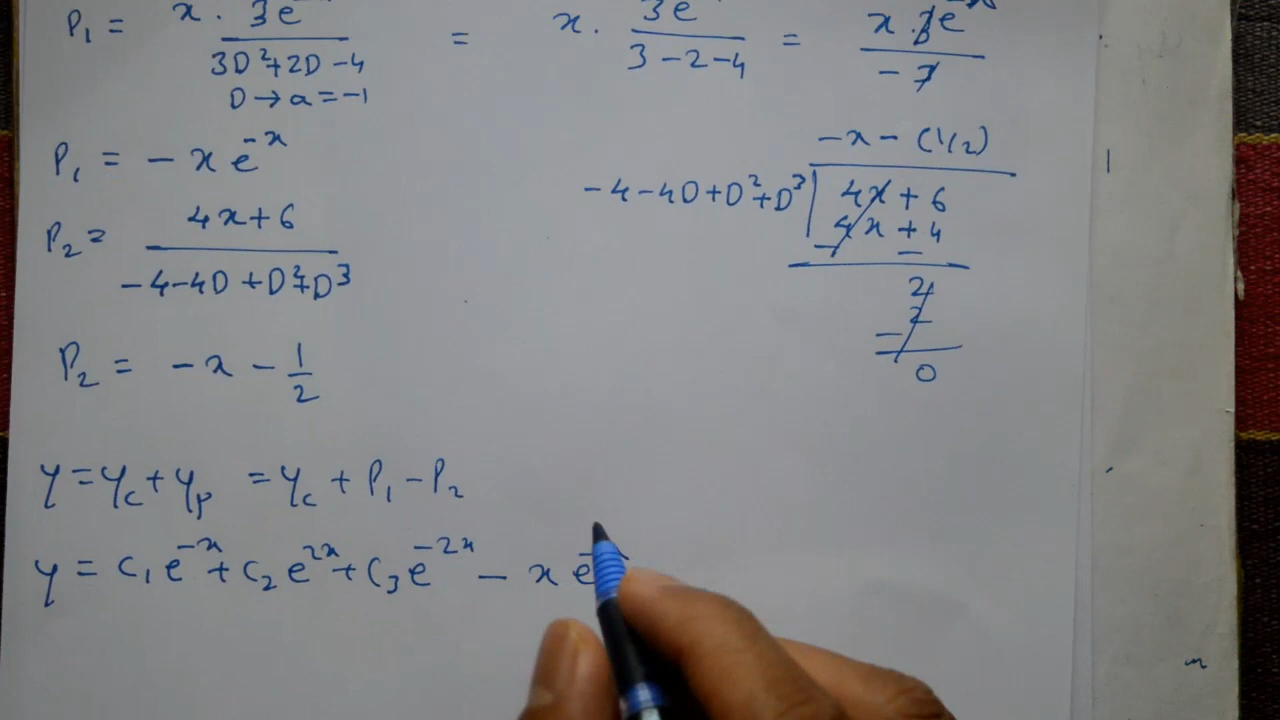 P₁ = x · 3e / 3D²+2D-4 = x · 3e / 3-2-4 = x · 3e^-x / -7
D → a = -1
P₁ = - x e^-x
P₂ = 4x+6 / -4-4D+D²+D³
P₂ = -x - 1/2
-x - (1/2)
-4-4D+D²+D³ | 4x + 6
4x + 4
- -
2
2
-
0
y = y_c + y_p = y_c + P₁ - P₂
y = C₁e^-x + C₂e^2x + C₃e^-2x - x e^-